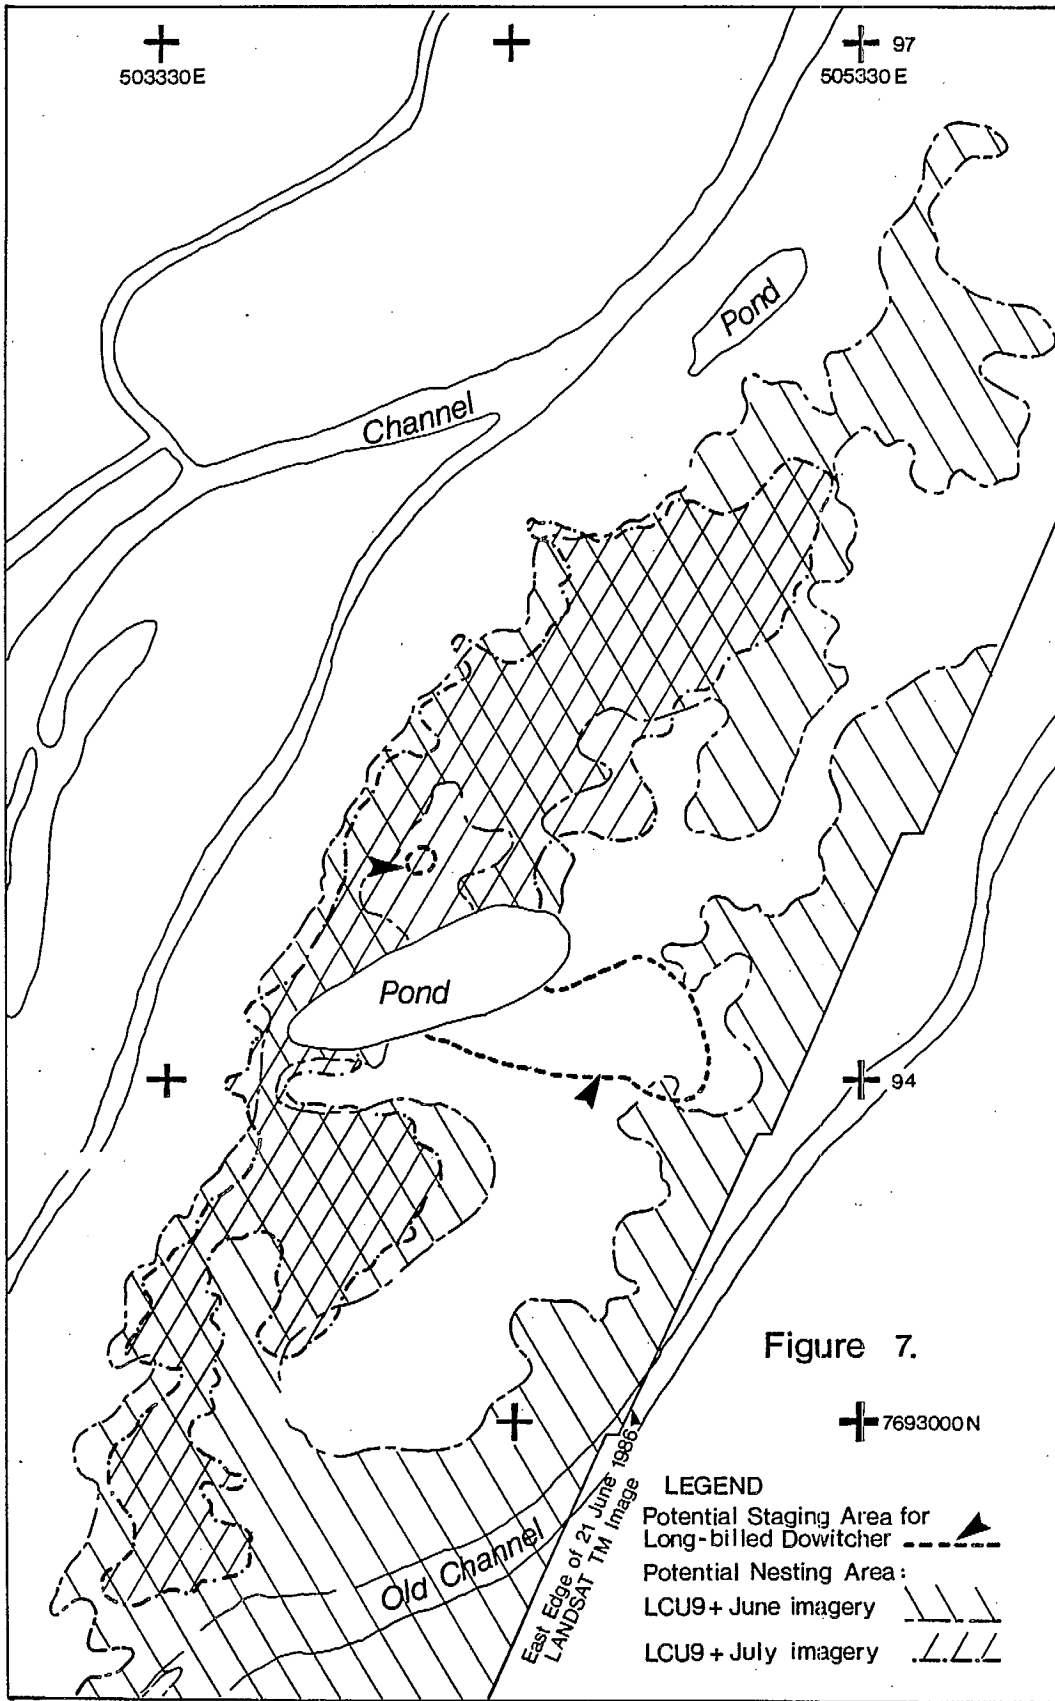 97
503330E
505330E
Pond
Channel
Pond
94
Figure 7.
7693000N
East Edge of 21 June 1986
LANDSAT TM Image
Old Channel
LEGEND
Potential Staging Area for
Long-billed Dowitcher
Potential Nesting Area:
LCU9+ June imagery
LCU9+ July imagery